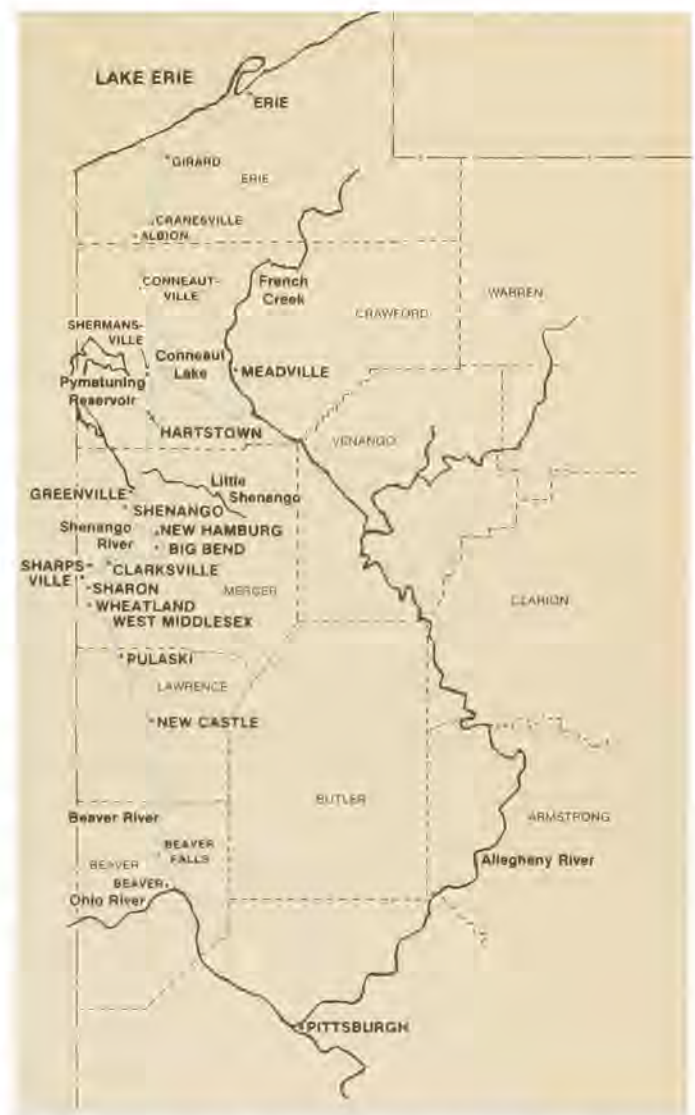 LAKE ERIE
ERIE
GIRARD
ERIE
CRANESVILLE
ALBION
CONNEAUT-
VILLE
French
Creek
WARREN
CRAWFORD
SHERMANS-
VILLE
Conneaut
Lake
MEADVILLE
Pymatuning
Reservoir
HARTSTOWN
VENANGO
Little
Shenango
GREENVILLE
SHENANGO
Shenango
River
NEW HAMBURG
BIG BEND
SHARPS-
VILLE
CLARKSVILLE
SHARON
MERCER
WHEATLAND
WEST MIDDLESEX
CLARION
PULASKI
LAWRENCE
NEW CASTLE
BUTLER
Beaver River
ARMSTRONG
BEAVER
FALLS
BEAVER
Allegheny River
BEAVER
Ohio River
PITTSBURGH